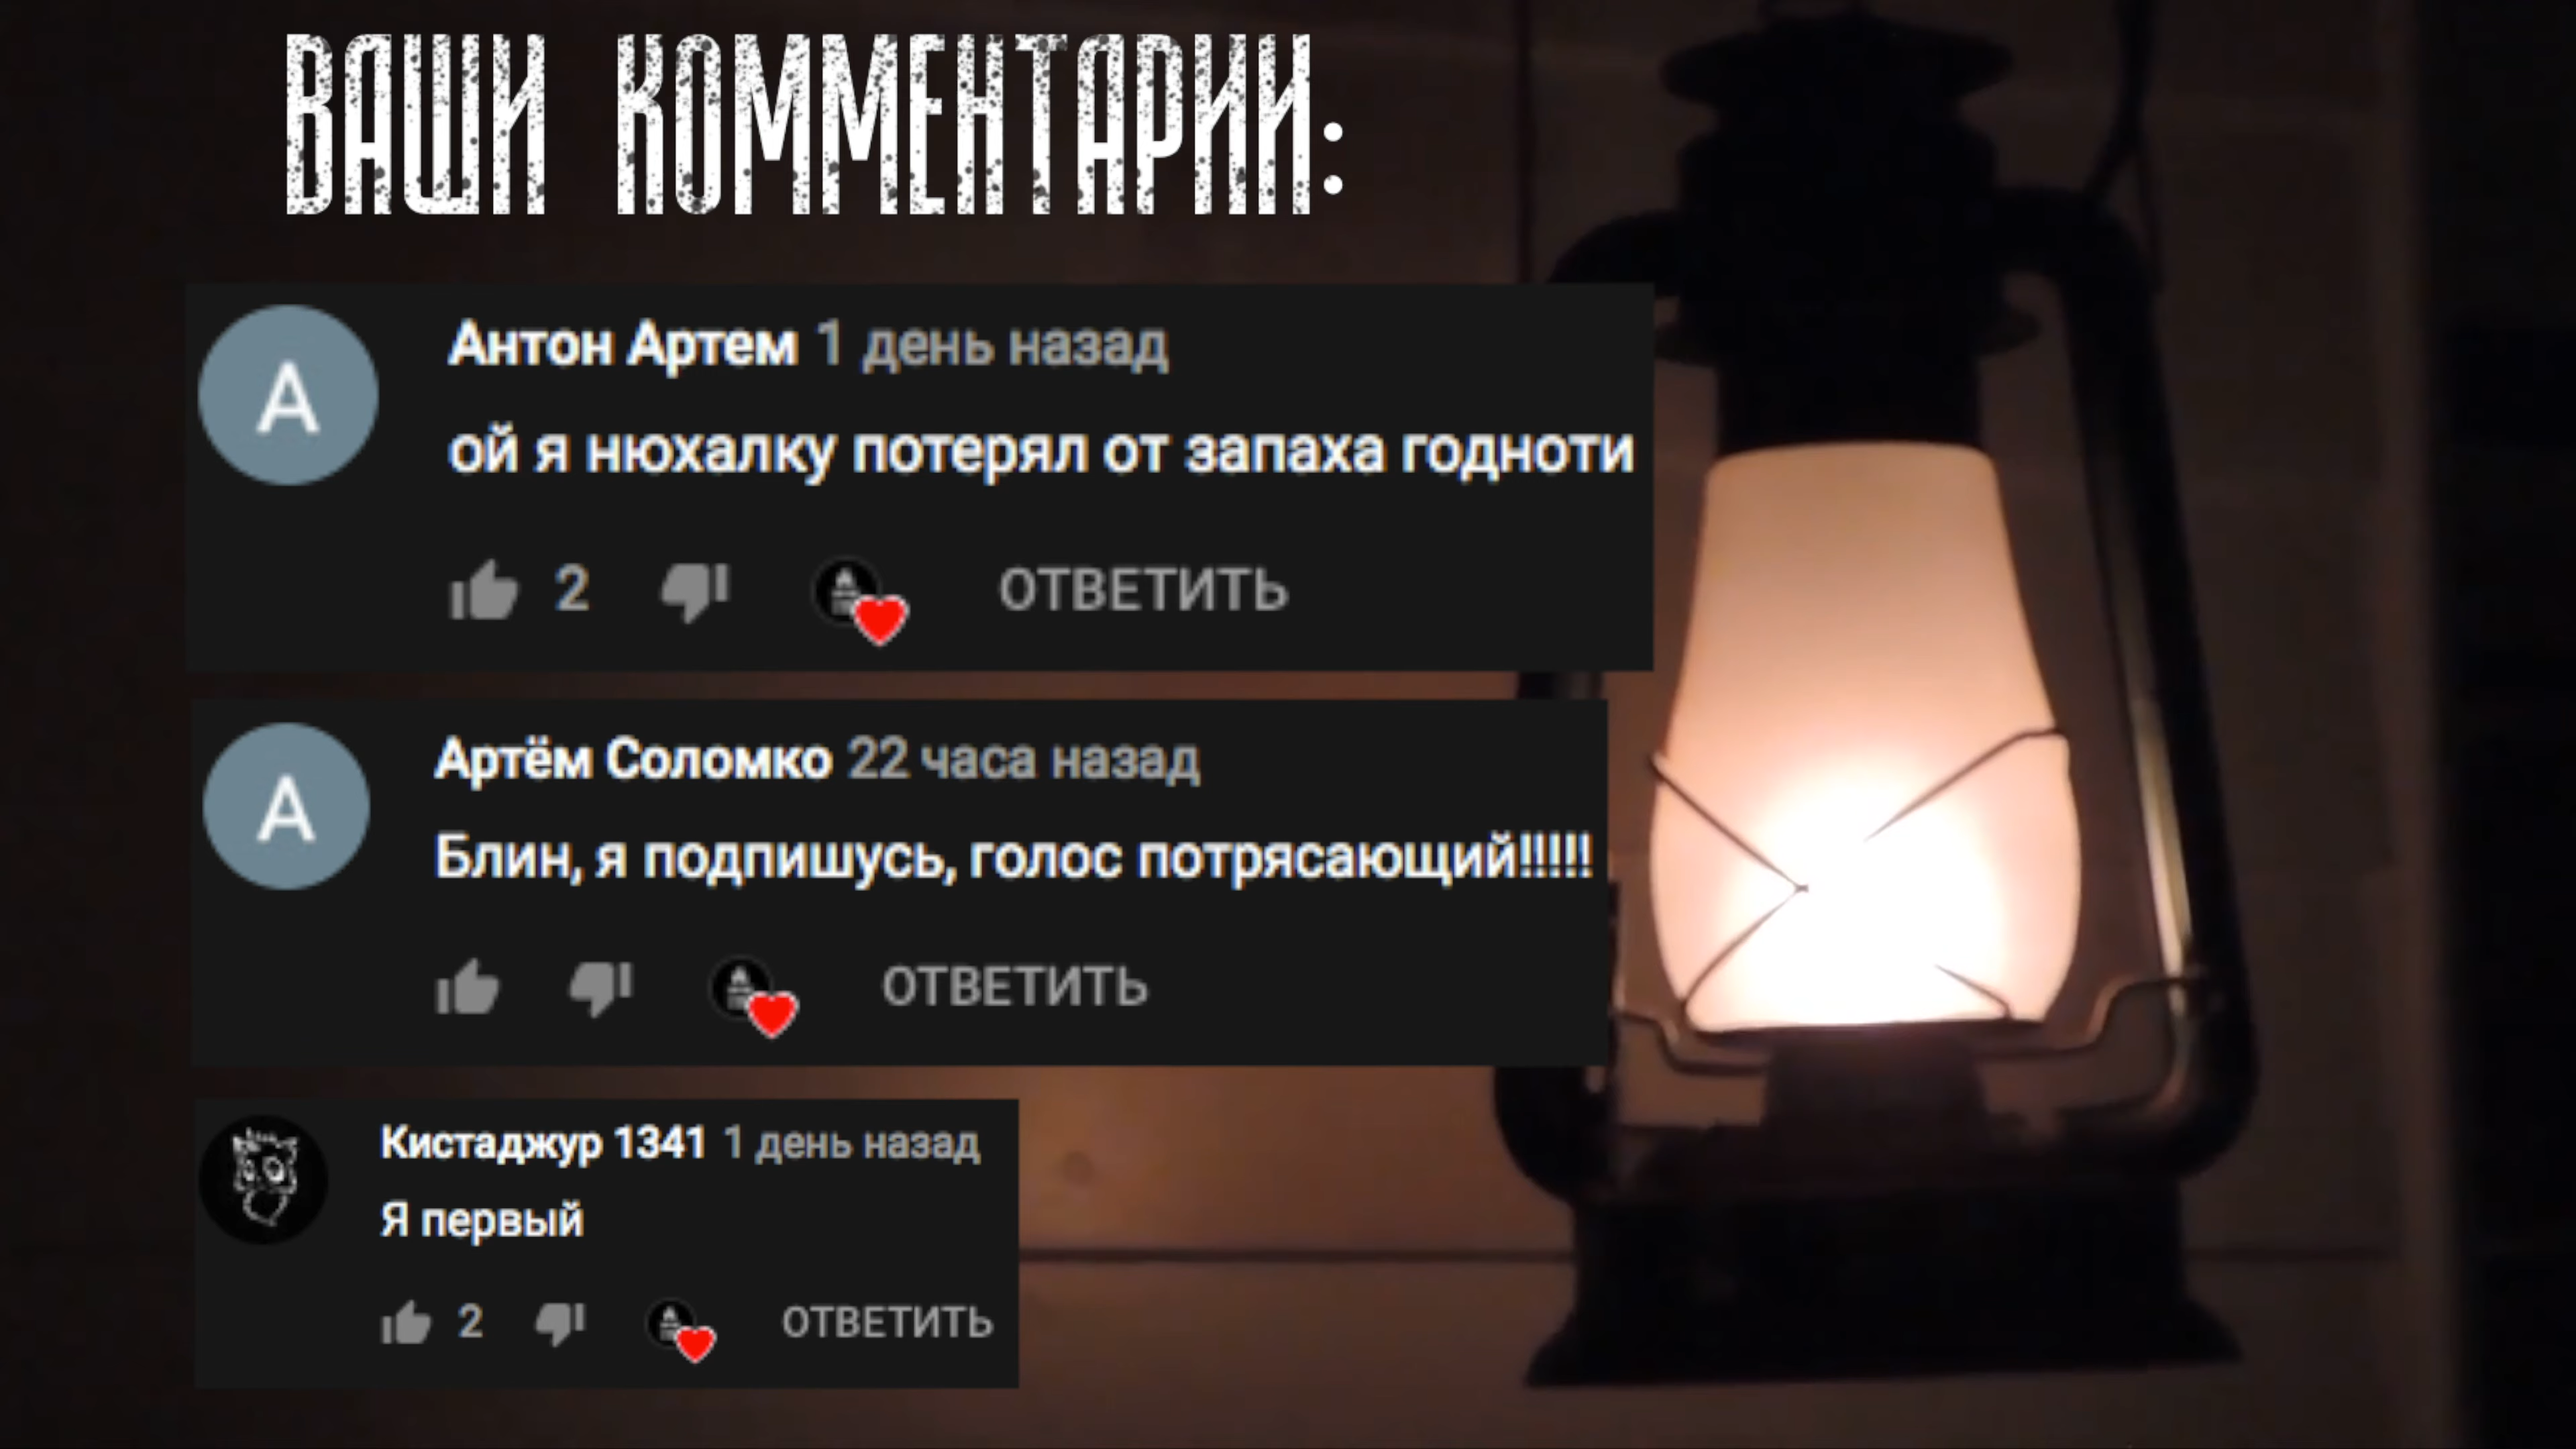 ВАШИ КОММЕНТАРИИ:
А
Антон Артем 1 день назад
ой я нюхалку потерял от запаха годноти
2
ОТВЕТИТЬ
А
Артём Соломко 22 часа назад
Блин, я подпишусь, голос потрясающий!!!!!
ОТВЕТИТЬ
Кистаджур 1341 1 день назад
Я первый
2
ОТВЕТИТЬ